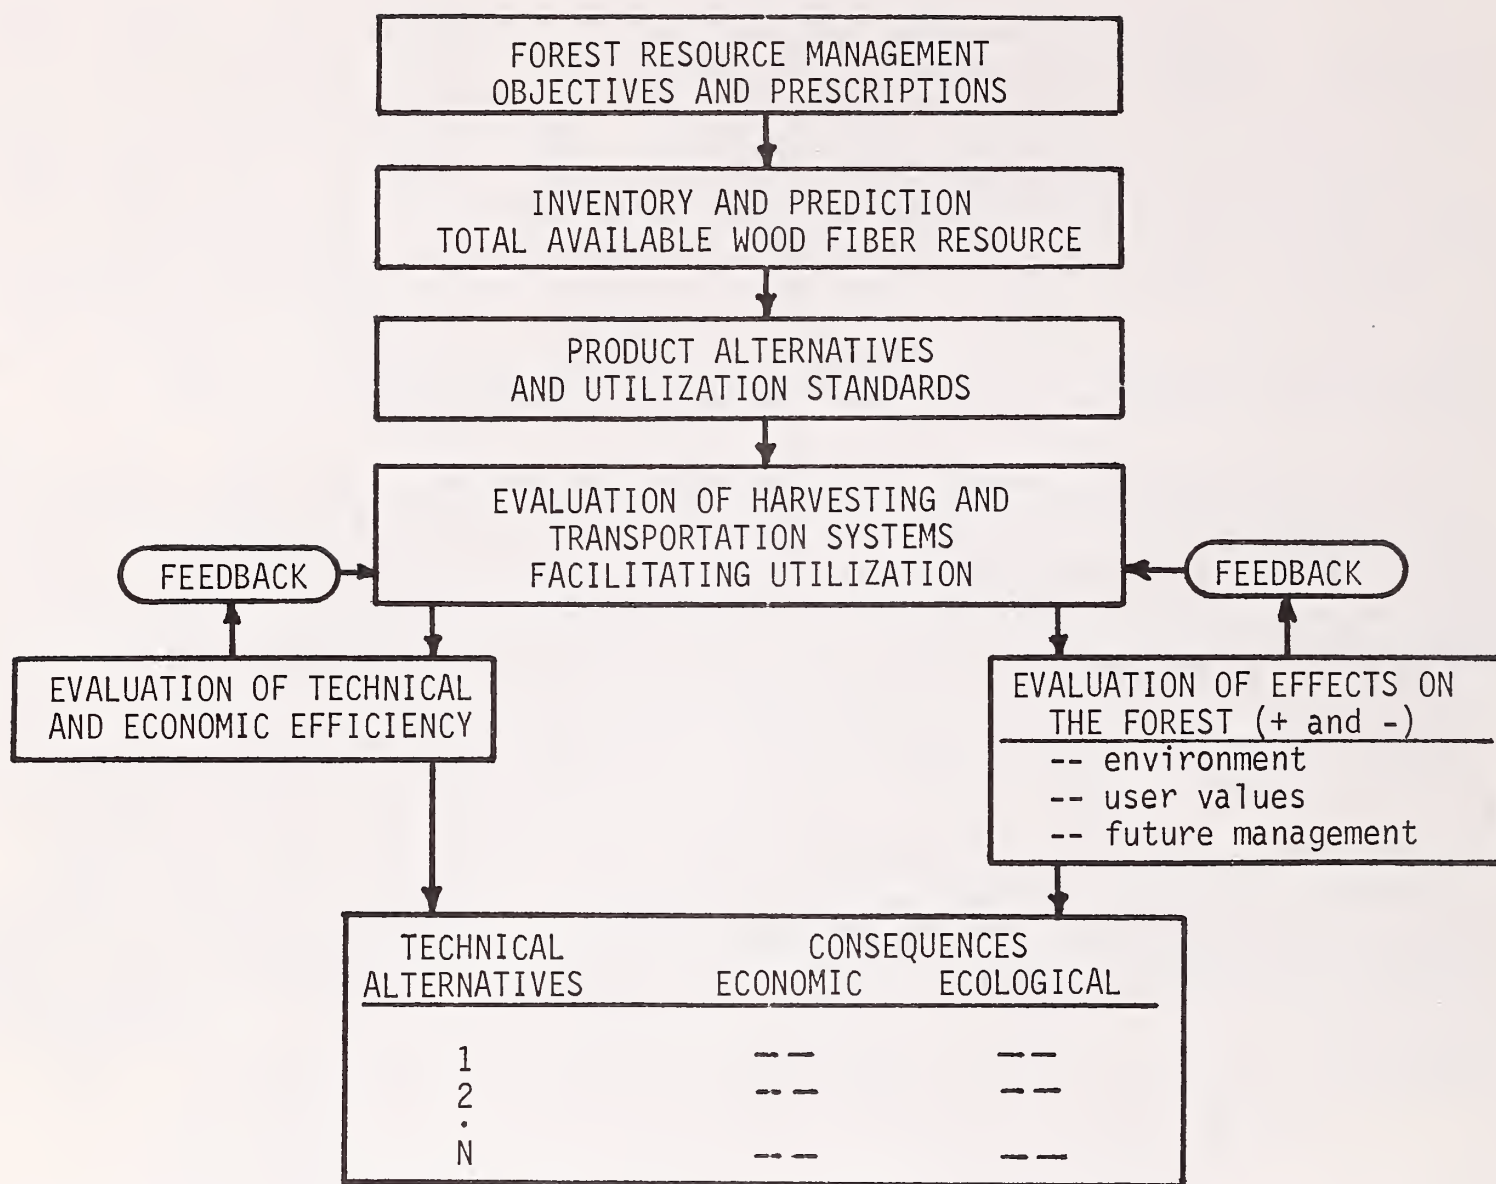 FOREST RESOURCE MANAGEMENT
OBJECTIVES AND PRESCRIPTIONS
INVENTORY AND PREDICTION
TOTAL AVAILABLE WOOD FIBER RESOURCE
PRODUCT ALTERNATIVES
AND UTILIZATION STANDARDS
EVALUATION OF HARVESTING AND
TRANSPORTATION SYSTEMS
FACILITATING UTILIZATION
FEEDBACK
FEEDBACK
EVALUATION OF TECHNICAL
AND ECONOMIC EFFICIENCY
EVALUATION OF EFFECTS ON
THE FOREST (+ and -)
-- environment
-- user values
-- future management
TECHNICAL CONSEQUENCES
ALTERNATIVES ECONOMIC ECOLOGICAL
1 -- --
2 -- --
.
N -- --